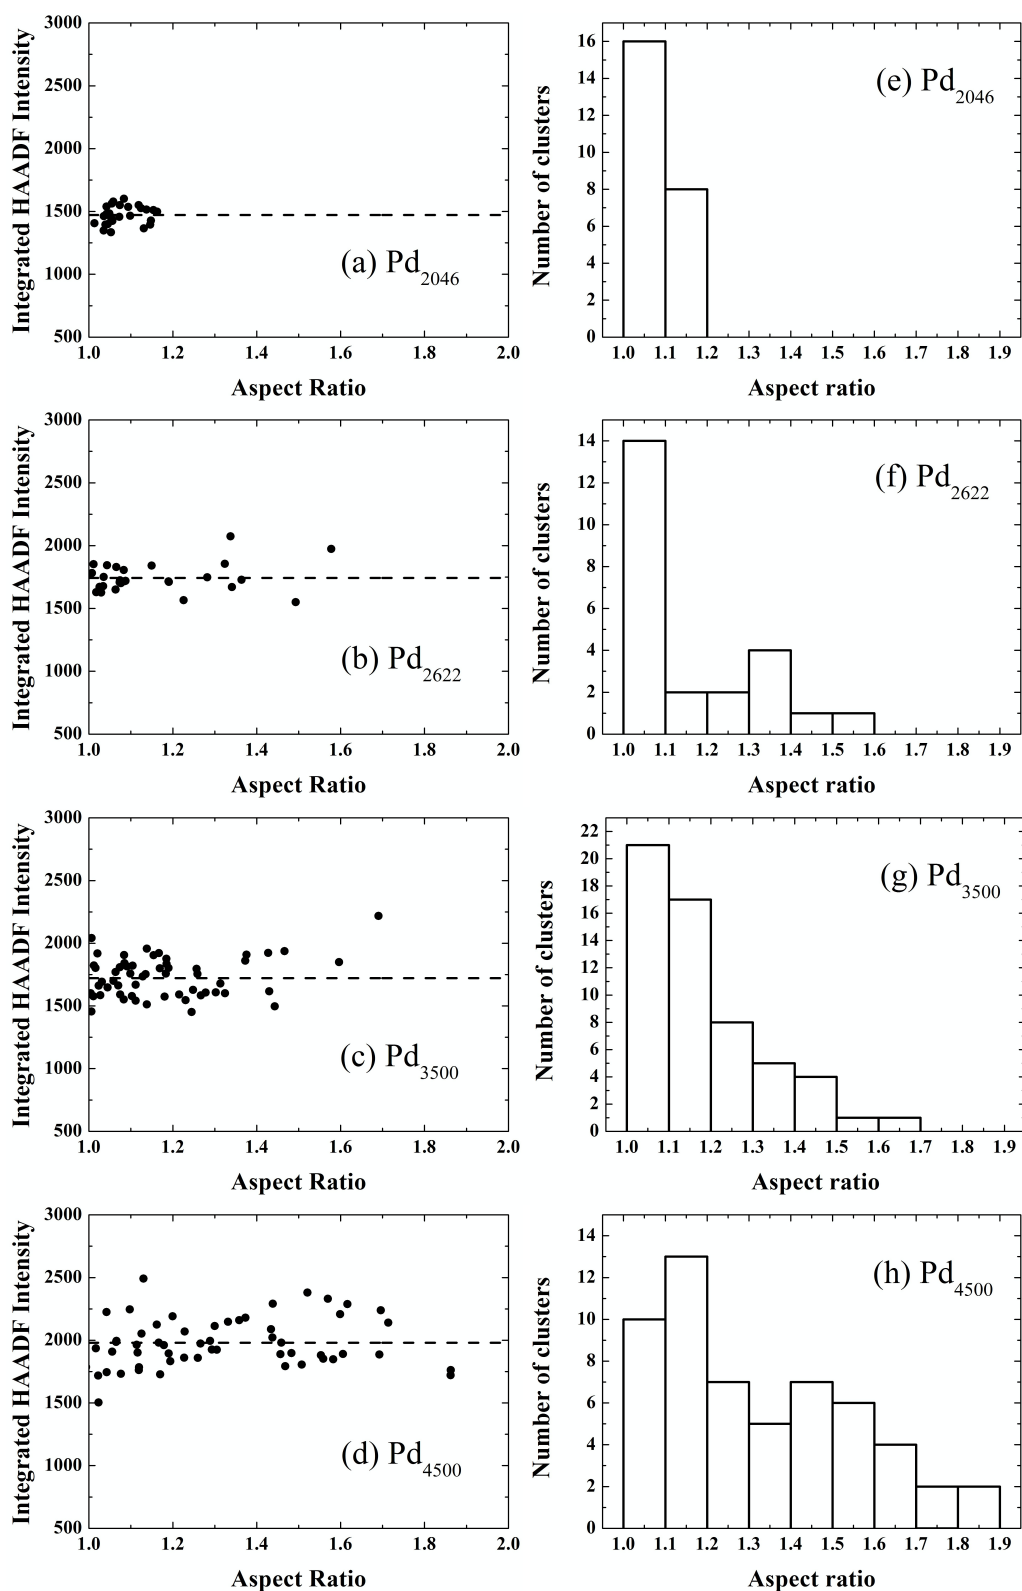 3000
2500
2000
1500
1000
500
Integrated HAADF Intensity
(a) Pd2046
1.0 1.2 1.4 1.6 1.8 2.0
Aspect Ratio
16
14
12
10
8
6
4
2
0
Number of clusters
(e) Pd2046
1.0 1.1 1.2 1.3 1.4 1.5 1.6 1.7 1.8 1.9
Aspect ratio
3000
2500
2000
1500
1000
500
Integrated HAADF Intensity
(b) Pd2622
1.0 1.2 1.4 1.6 1.8 2.0
Aspect Ratio
14
12
10
8
6
4
2
0
Number of clusters
(f) Pd2622
1.0 1.1 1.2 1.3 1.4 1.5 1.6 1.7 1.8 1.9
Aspect ratio
3000
2500
2000
1500
1000
500
Integrated HAADF Intensity
(c) Pd3500
1.0 1.2 1.4 1.6 1.8 2.0
Aspect Ratio
22
20
18
16
14
12
10
8
6
4
2
0
Number of clusters
(g) Pd3500
1.0 1.1 1.2 1.3 1.4 1.5 1.6 1.7 1.8 1.9
Aspect ratio
3000
2500
2000
1500
1000
500
Integrated HAADF Intensity
(d) Pd4500
1.0 1.2 1.4 1.6 1.8 2.0
Aspect Ratio
14
12
10
8
6
4
2
0
Number of clusters
(h) Pd4500
1.0 1.1 1.2 1.3 1.4 1.5 1.6 1.7 1.8 1.9
Aspect ratio